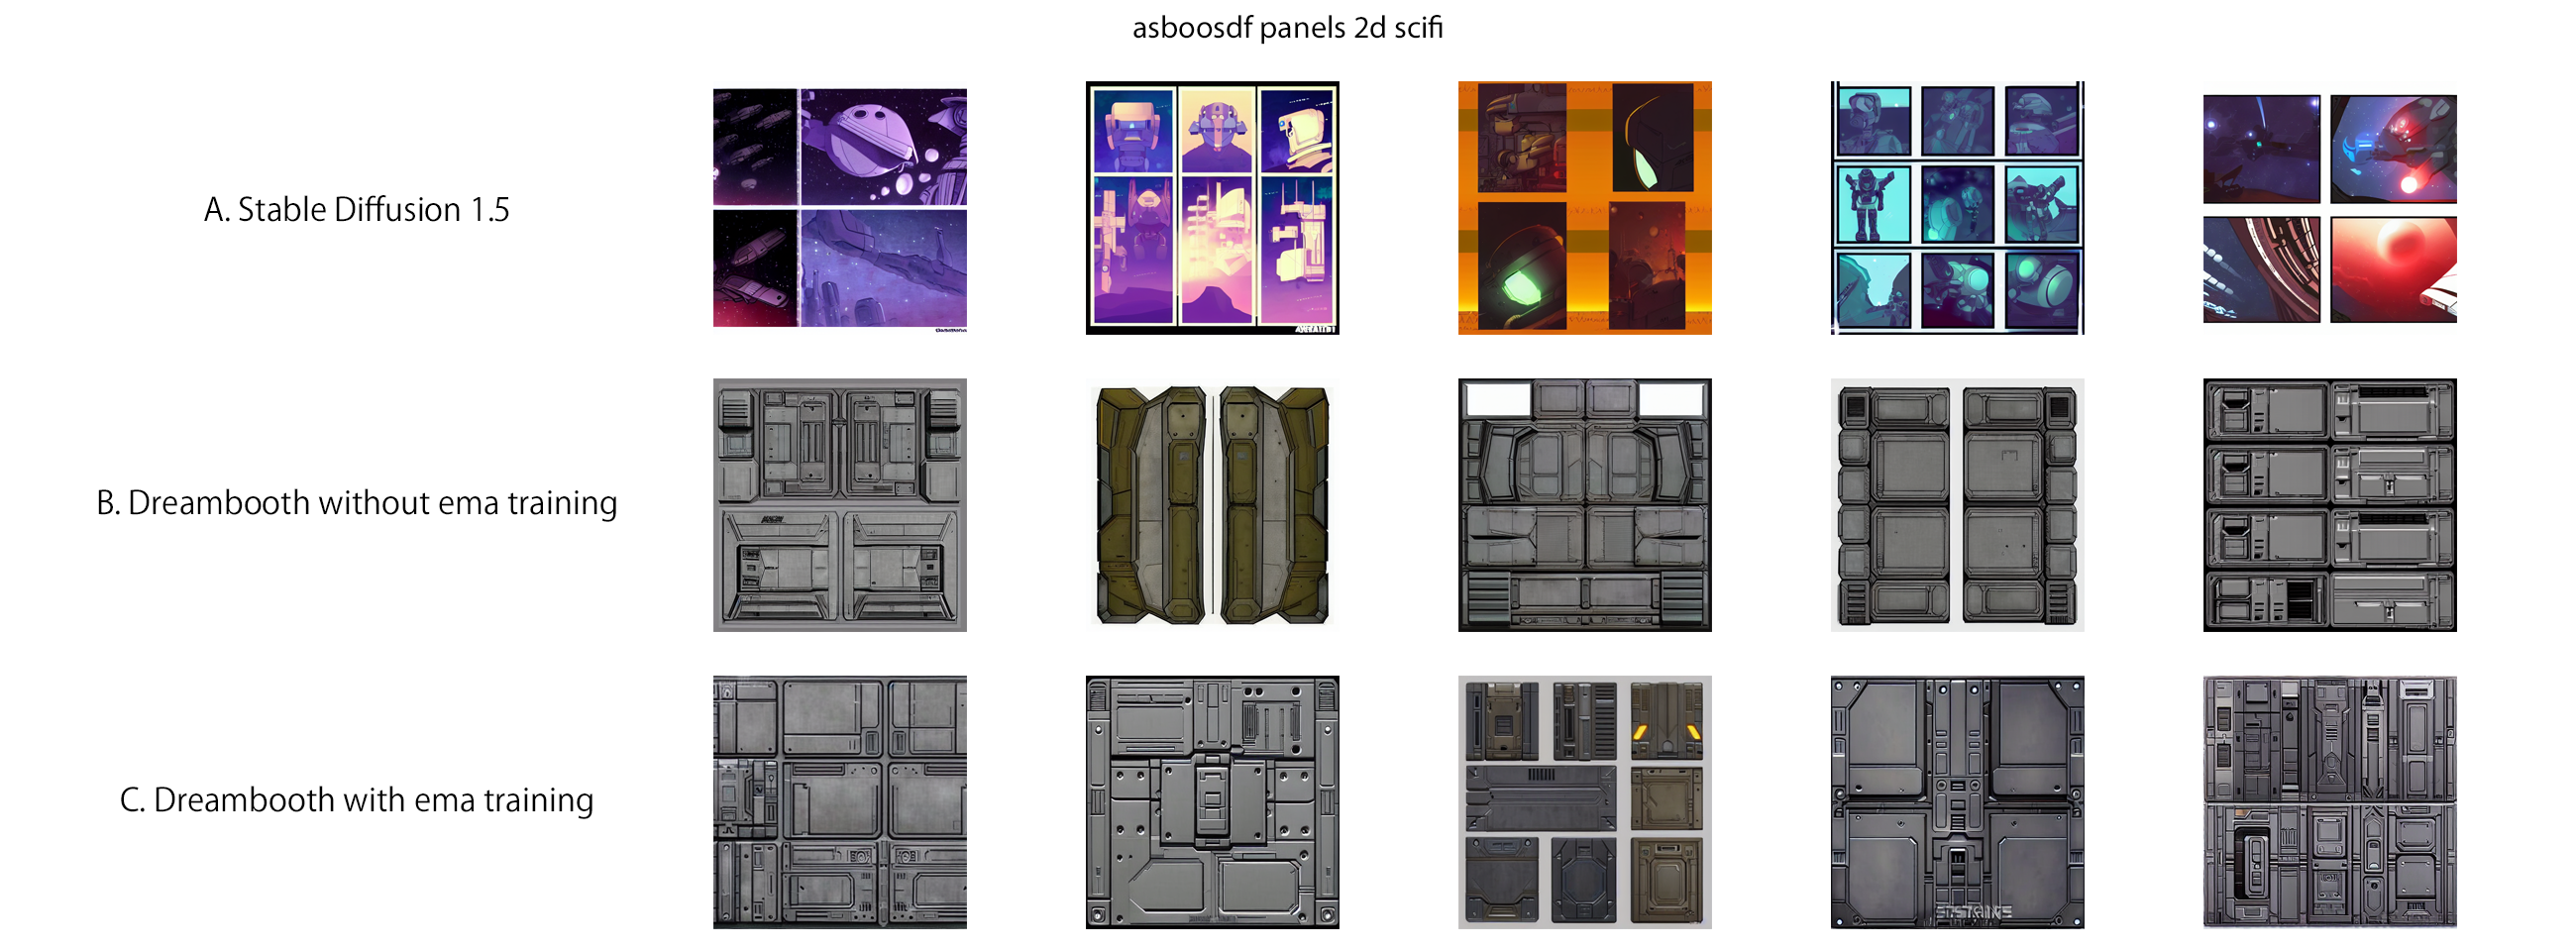 asboosdf panels 2d scifi
A. Stable Diffusion 1.5
B. Dreambooth without ema training
C. Dreambooth with ema training